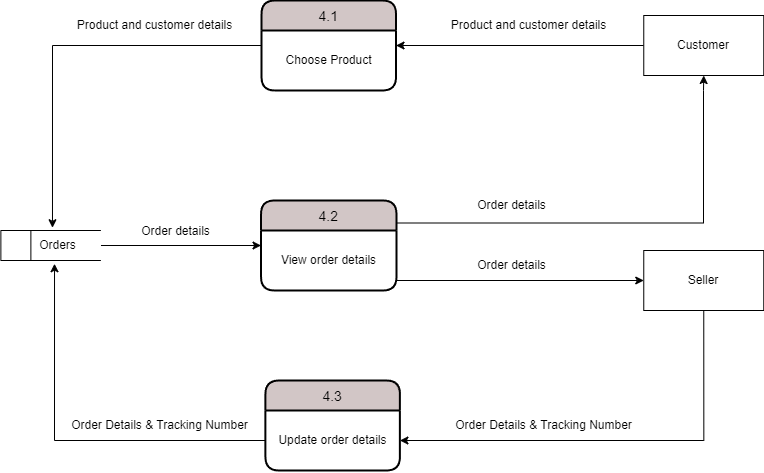 Product and customer details
4.1
Choose Product
Product and customer details
Customer
Orders
Order details
4.2
View order details
Order details
Order details
Seller
Order Details & Tracking Number
4.3
Update order details
Order Details & Tracking Number